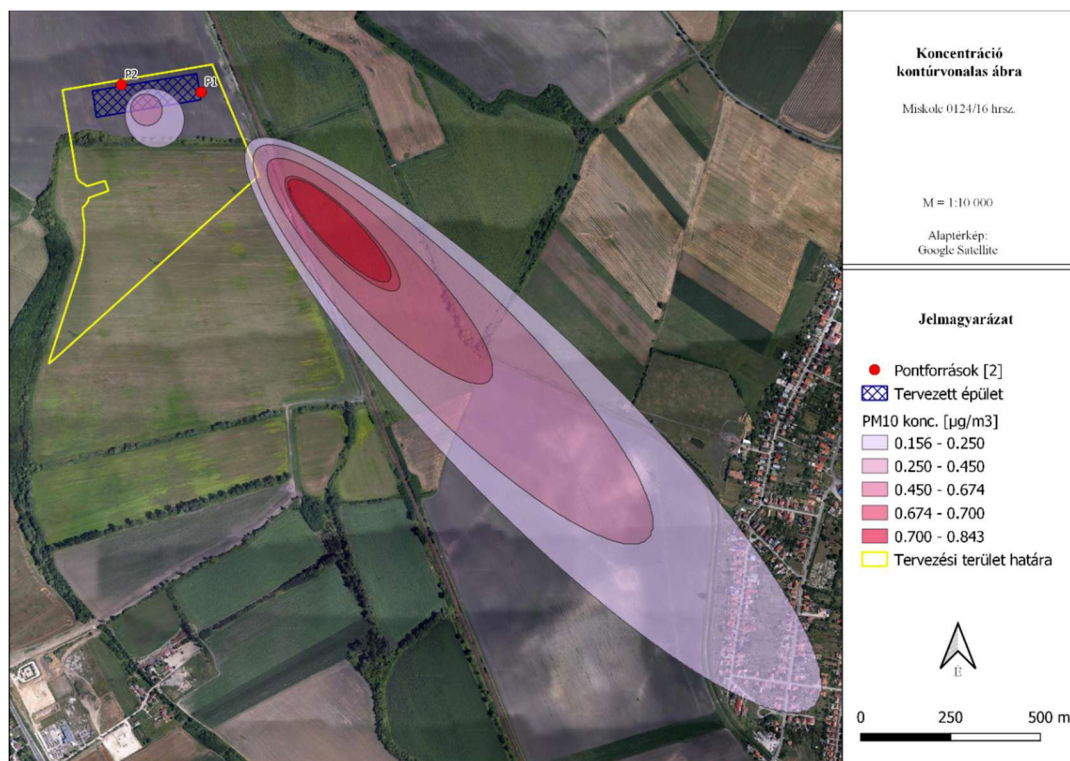 P2
P1
Koncentráció
kontúrvonalas ábra
Miskolc 0124/16 hrsz.
M = 1:10 000
Alaptérkép:
Google Satellite
Jelmagyarázat
Pontforrások [2]
Tervezett épület
PM10 konc. [µg/m3]
0.156 - 0.250
0.250 - 0.450
0.450 - 0.674
0.674 - 0.700
0.700 - 0.843
Tervezési terület határa
É
0 250 500 m